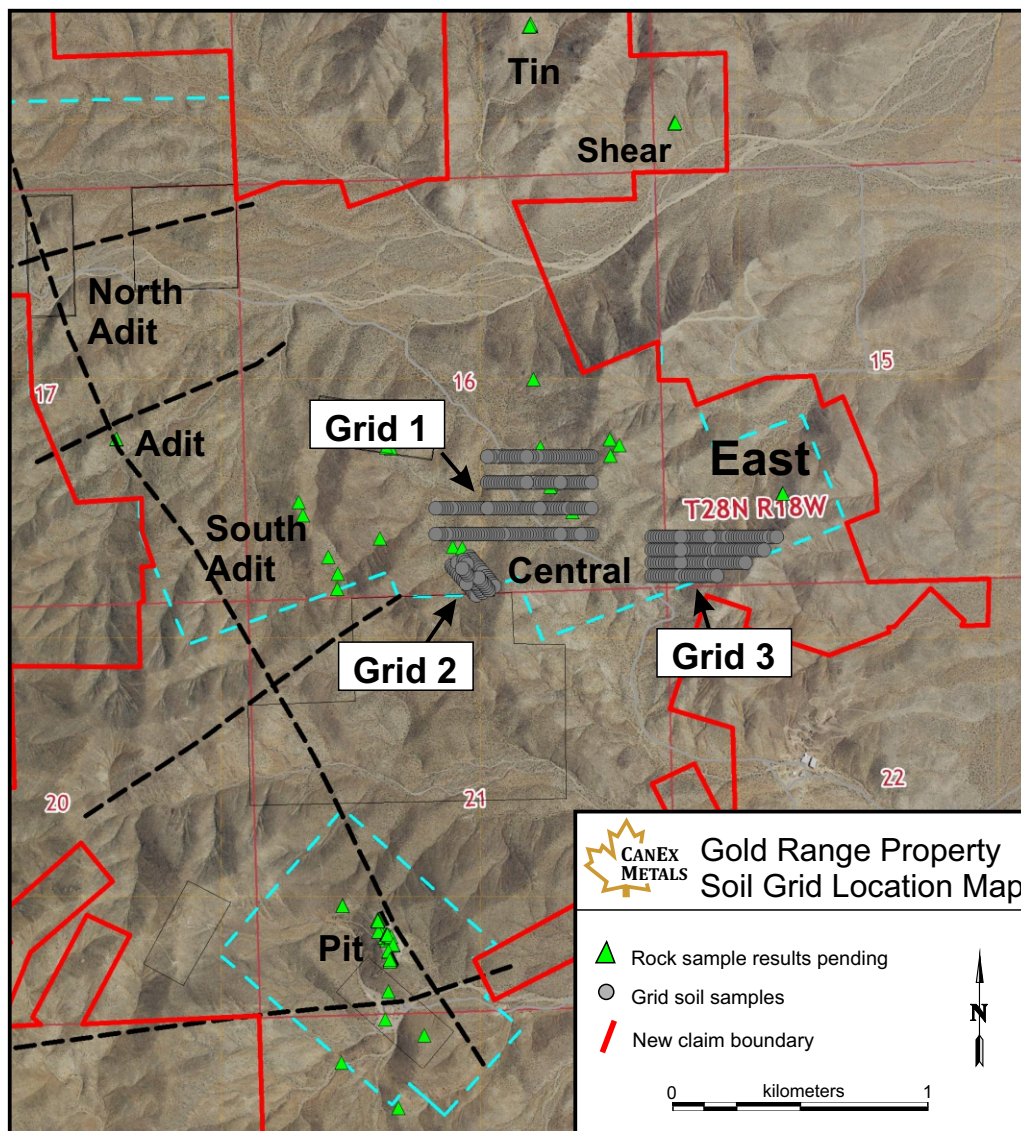 Tin
Shear
North
Adit
17
16
15
Grid 1
Adit
East
T28N R18W
South
Adit
Central
Grid 2
Grid 3
20
21
22
Pit
CANEX
METALS
Gold Range Property
Soil Grid Location Map
Rock sample results pending
Grid soil samples
New claim boundary
N
0 kilometers 1